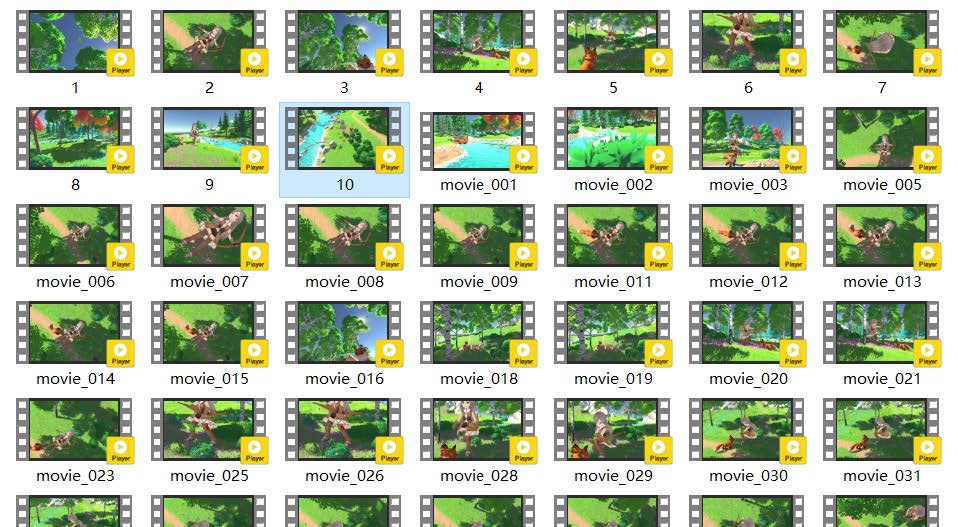 Player Player Player Player Player Player Player
1 2 3 4 5 6 7
Player Player Player Player Player Player Player
8 9 10 movie_001 movie_002 movie_003 movie_005
Player Player Player Player Player Player Player
movie_006 movie_007 movie_008 movie_009 movie_011 movie_012 movie_013
Player Player Player Player Player Player Player
movie_014 movie_015 movie_016 movie_018 movie_019 movie_020 movie_021
Player Player Player Player Player Player Player
movie_023 movie_025 movie_026 movie_028 movie_029 movie_030 movie_031